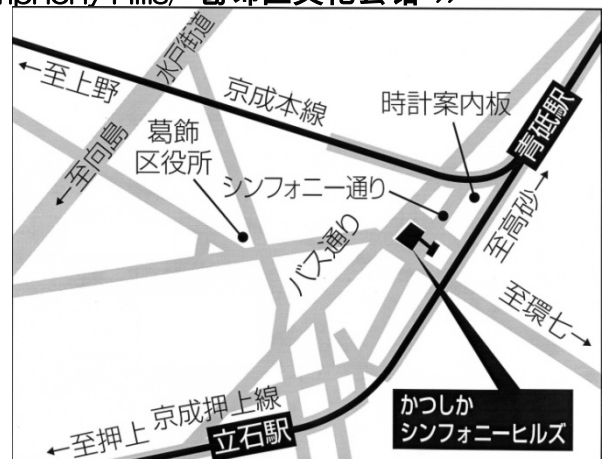 Hills/ 葛飾区文化会館
水戸街道
←至上野
京成本線
時計案内板
青砥駅
葛飾
区役所
←至向島
シンフォニー通り
至高砂→
バス通り
至環七→
京成押上線
←至押上
立石駅
かつしか
シンフォニーヒルズ